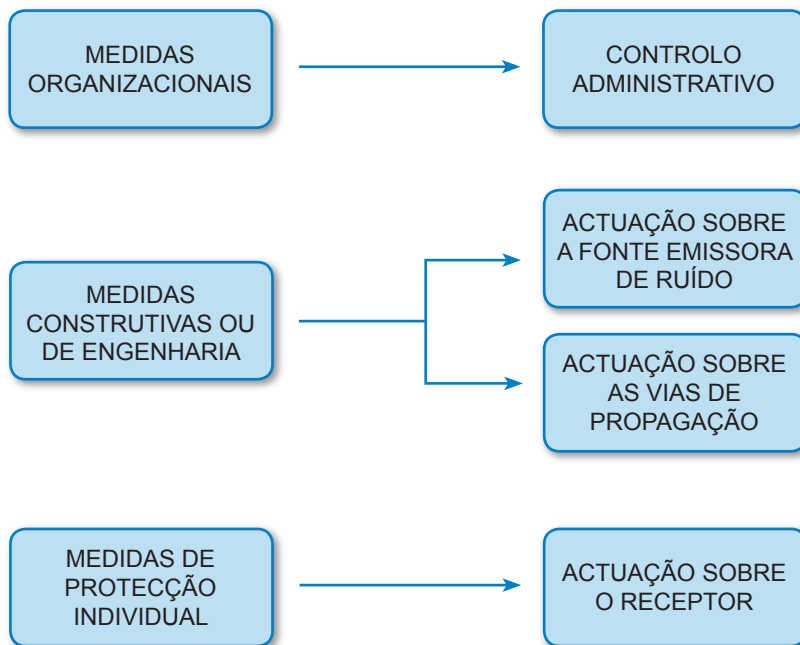 MEDIDAS
ORGANIZACIONAIS
CONTROLO
ADMINISTRATIVO
MEDIDAS
CONSTRUTIVAS OU
DE ENGENHARIA
ACTUAÇÃO SOBRE
A FONTE EMISSORA
DE RUÍDO
ACTUAÇÃO SOBRE
AS VIAS DE
PROPAGAÇÃO
MEDIDAS DE
PROTECÇÃO
INDIVIDUAL
ACTUAÇÃO SOBRE
O RECEPTOR